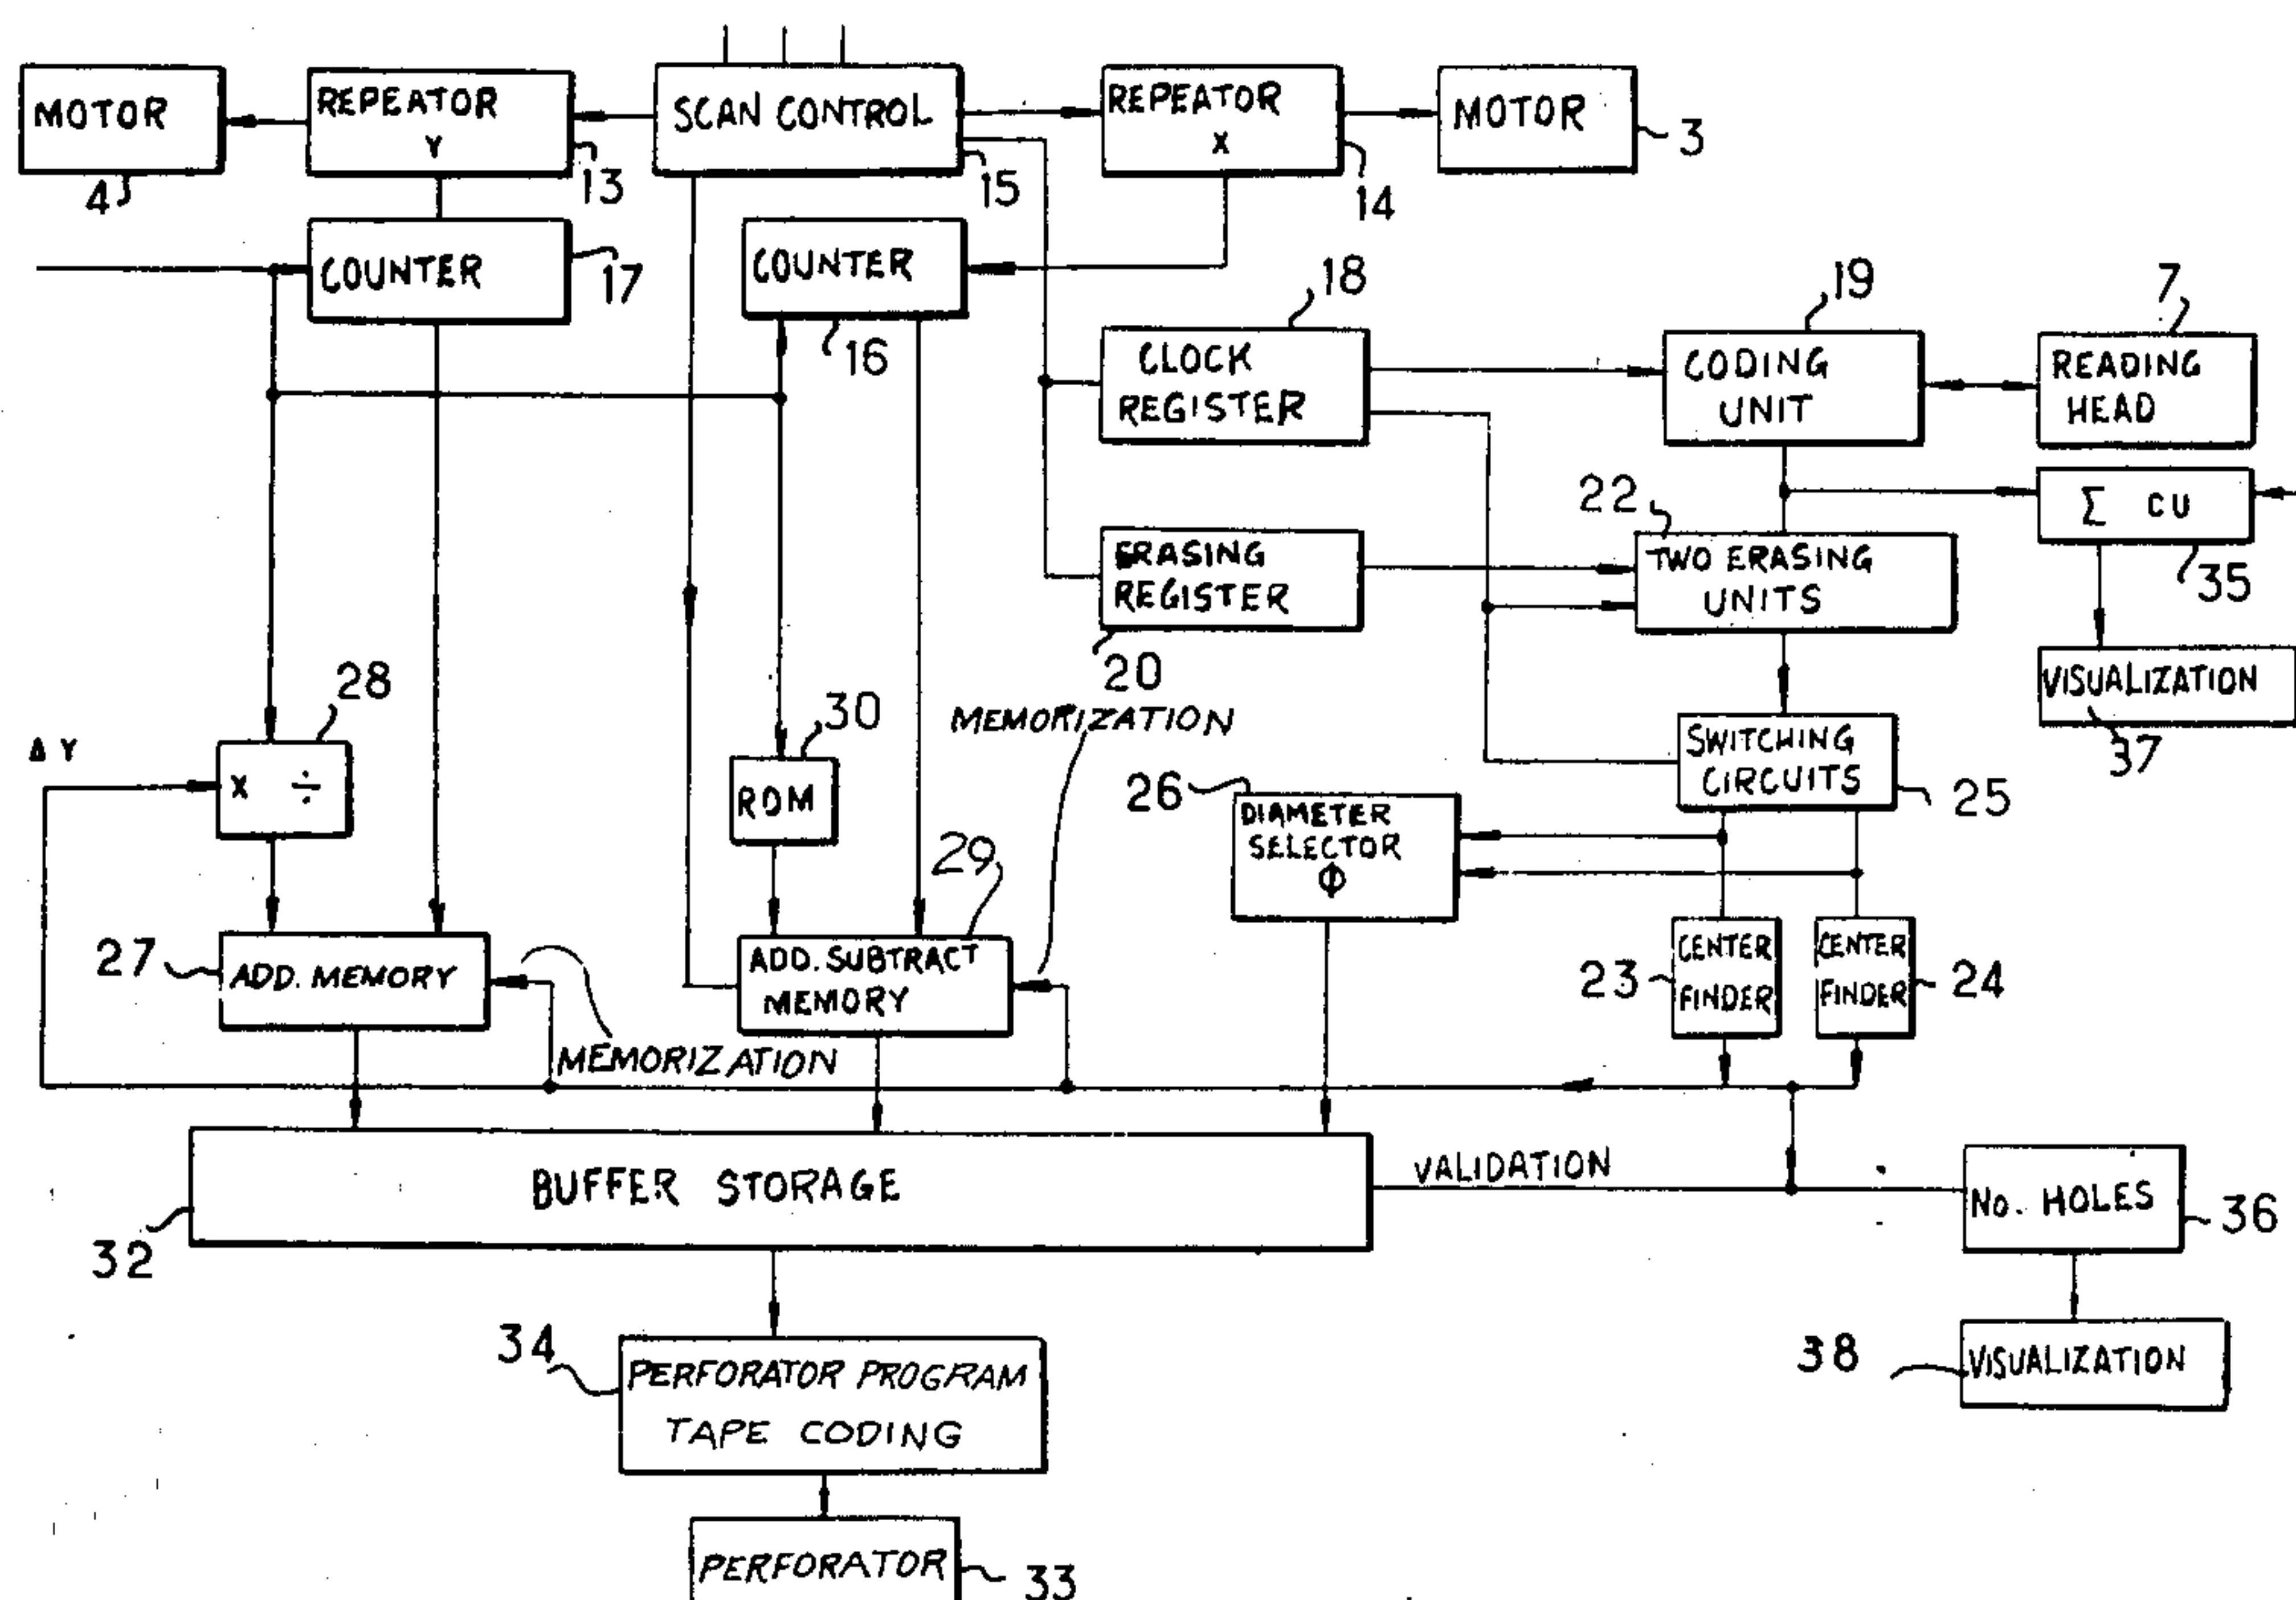 MOTOR
4
REPEATOR
Y
13
SCAN CONTROL
15
REPEATOR
X
14
MOTOR
3
COUNTER
17
COUNTER
16
18
CLOCK
REGISTER
19
CODING
UNIT
7
READING
HEAD
22
TWO ERASING
UNITS
Σ CU
35
ERASING
REGISTER
20
VISUALIZATION
37
28
Δ Y
X ÷
30
ROM
MEMORIZATION
SWITCHING
CIRCUITS
25
26
DIAMETER
SELECTOR
Φ
29
27
ADD. MEMORY
ADD. SUBTRACT
MEMORY
23
CENTER
FINDER
CENTER
FINDER
24
MEMORIZATION
BUFFER STORAGE
32
VALIDATION
No. HOLES
36
34
PERFORATOR PROGRAM
TAPE CODING
38
VISUALIZATION
PERFORATOR
33